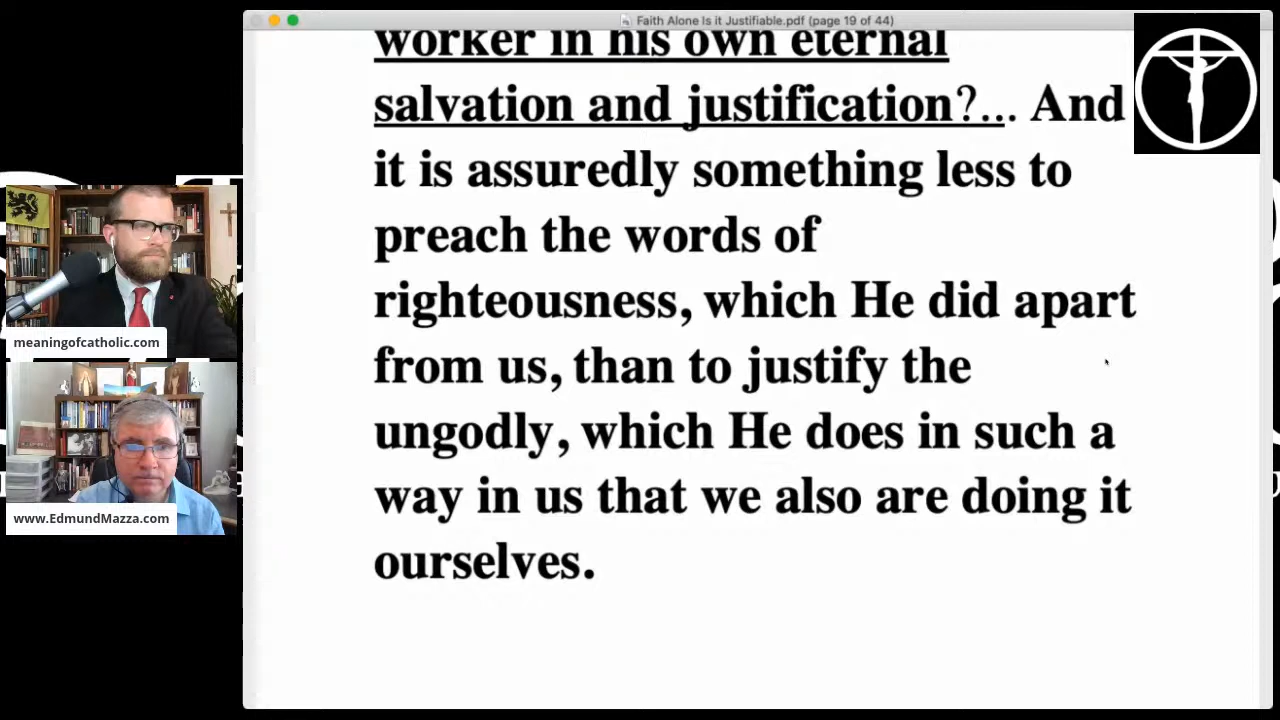 Faith Alone Is it Justifiable.pdf (page 19 of 44)
worker in his own eternal
salvation and justification?... And
it is assuredly something less to
preach the words of
righteousness, which He did apart
from us, than to justify the
ungodly, which He does in such a
way in us that we also are doing it
ourselves.
meaningofcatholic.com
www.EdmundMazza.com